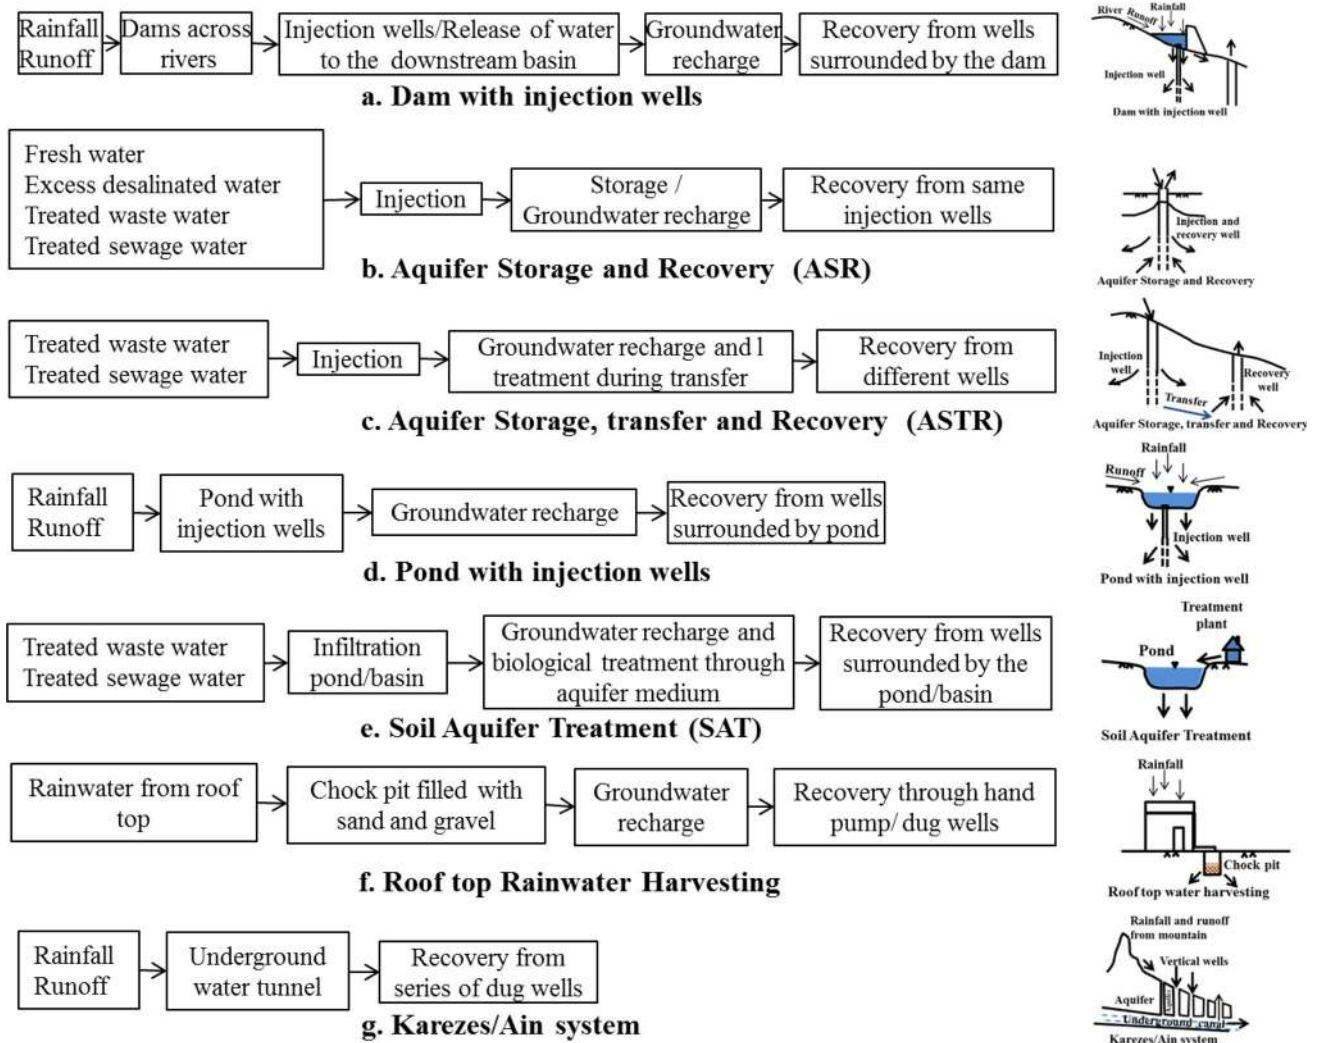 Rainfall
Runoff
Dams across
rivers
Injection wells/Release of water
to the downstream basin
Groundwater
recharge
Recovery from wells
surrounded by the dam
a. Dam with injection wells
River
Runoff
Rainfall
Injection well
Dam with injection well
Fresh water
Excess desalinated water
Treated waste water
Treated sewage water
Injection
Storage /
Groundwater recharge
Recovery from same
injection wells
b. Aquifer Storage and Recovery (ASR)
Injection and
recovery well
Aquifer Storage and Recovery
Treated waste water
Treated sewage water
Injection
Groundwater recharge and l
treatment during transfer
Recovery from
different wells
c. Aquifer Storage, transfer and Recovery (ASTR)
Injection
well
Recovery
well
Transfer
Aquifer Storage, transfer and Recovery
Rainfall
Runoff
Pond with
injection wells
Groundwater recharge
Recovery from wells
surrounded by pond
d. Pond with injection wells
Rainfall
Runoff
Injection well
Pond with injection well
Treated waste water
Treated sewage water
Infiltration
pond/basin
Groundwater recharge and
biological treatment through
aquifer medium
Recovery from wells
surrounded by the
pond/basin
e. Soil Aquifer Treatment (SAT)
Treatment
plant
Pond
Soil Aquifer Treatment
Rainwater from roof
top
Chock pit filled with
sand and gravel
Groundwater
recharge
Recovery through hand
pump/ dug wells
f. Roof top Rainwater Harvesting
Rainfall
Chock pit
Roof top water harvesting
Rainfall
Runoff
Underground
water tunnel
Recovery from
series of dug wells
g. Karezes/Ain system
Rainfall and runoff
from mountain
Vertical wells
Aquifer
Aquifer
Underground canal
Karezes/Ain system